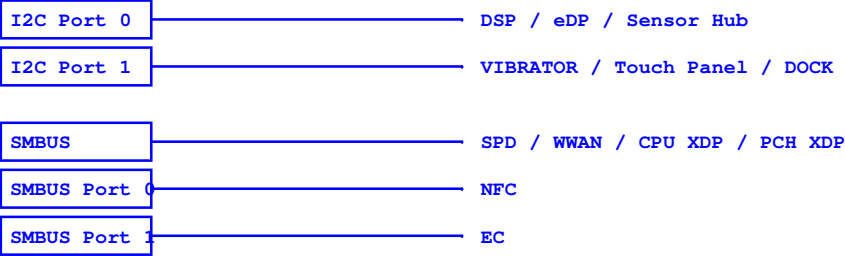 I2C Port 0 DSP / eDP / Sensor Hub
I2C Port 1 VIBRATOR / Touch Panel / DOCK
SMBUS SPD / WWAN / CPU XDP / PCH XDP
SMBUS Port 0 NFC
SMBUS Port 1 EC